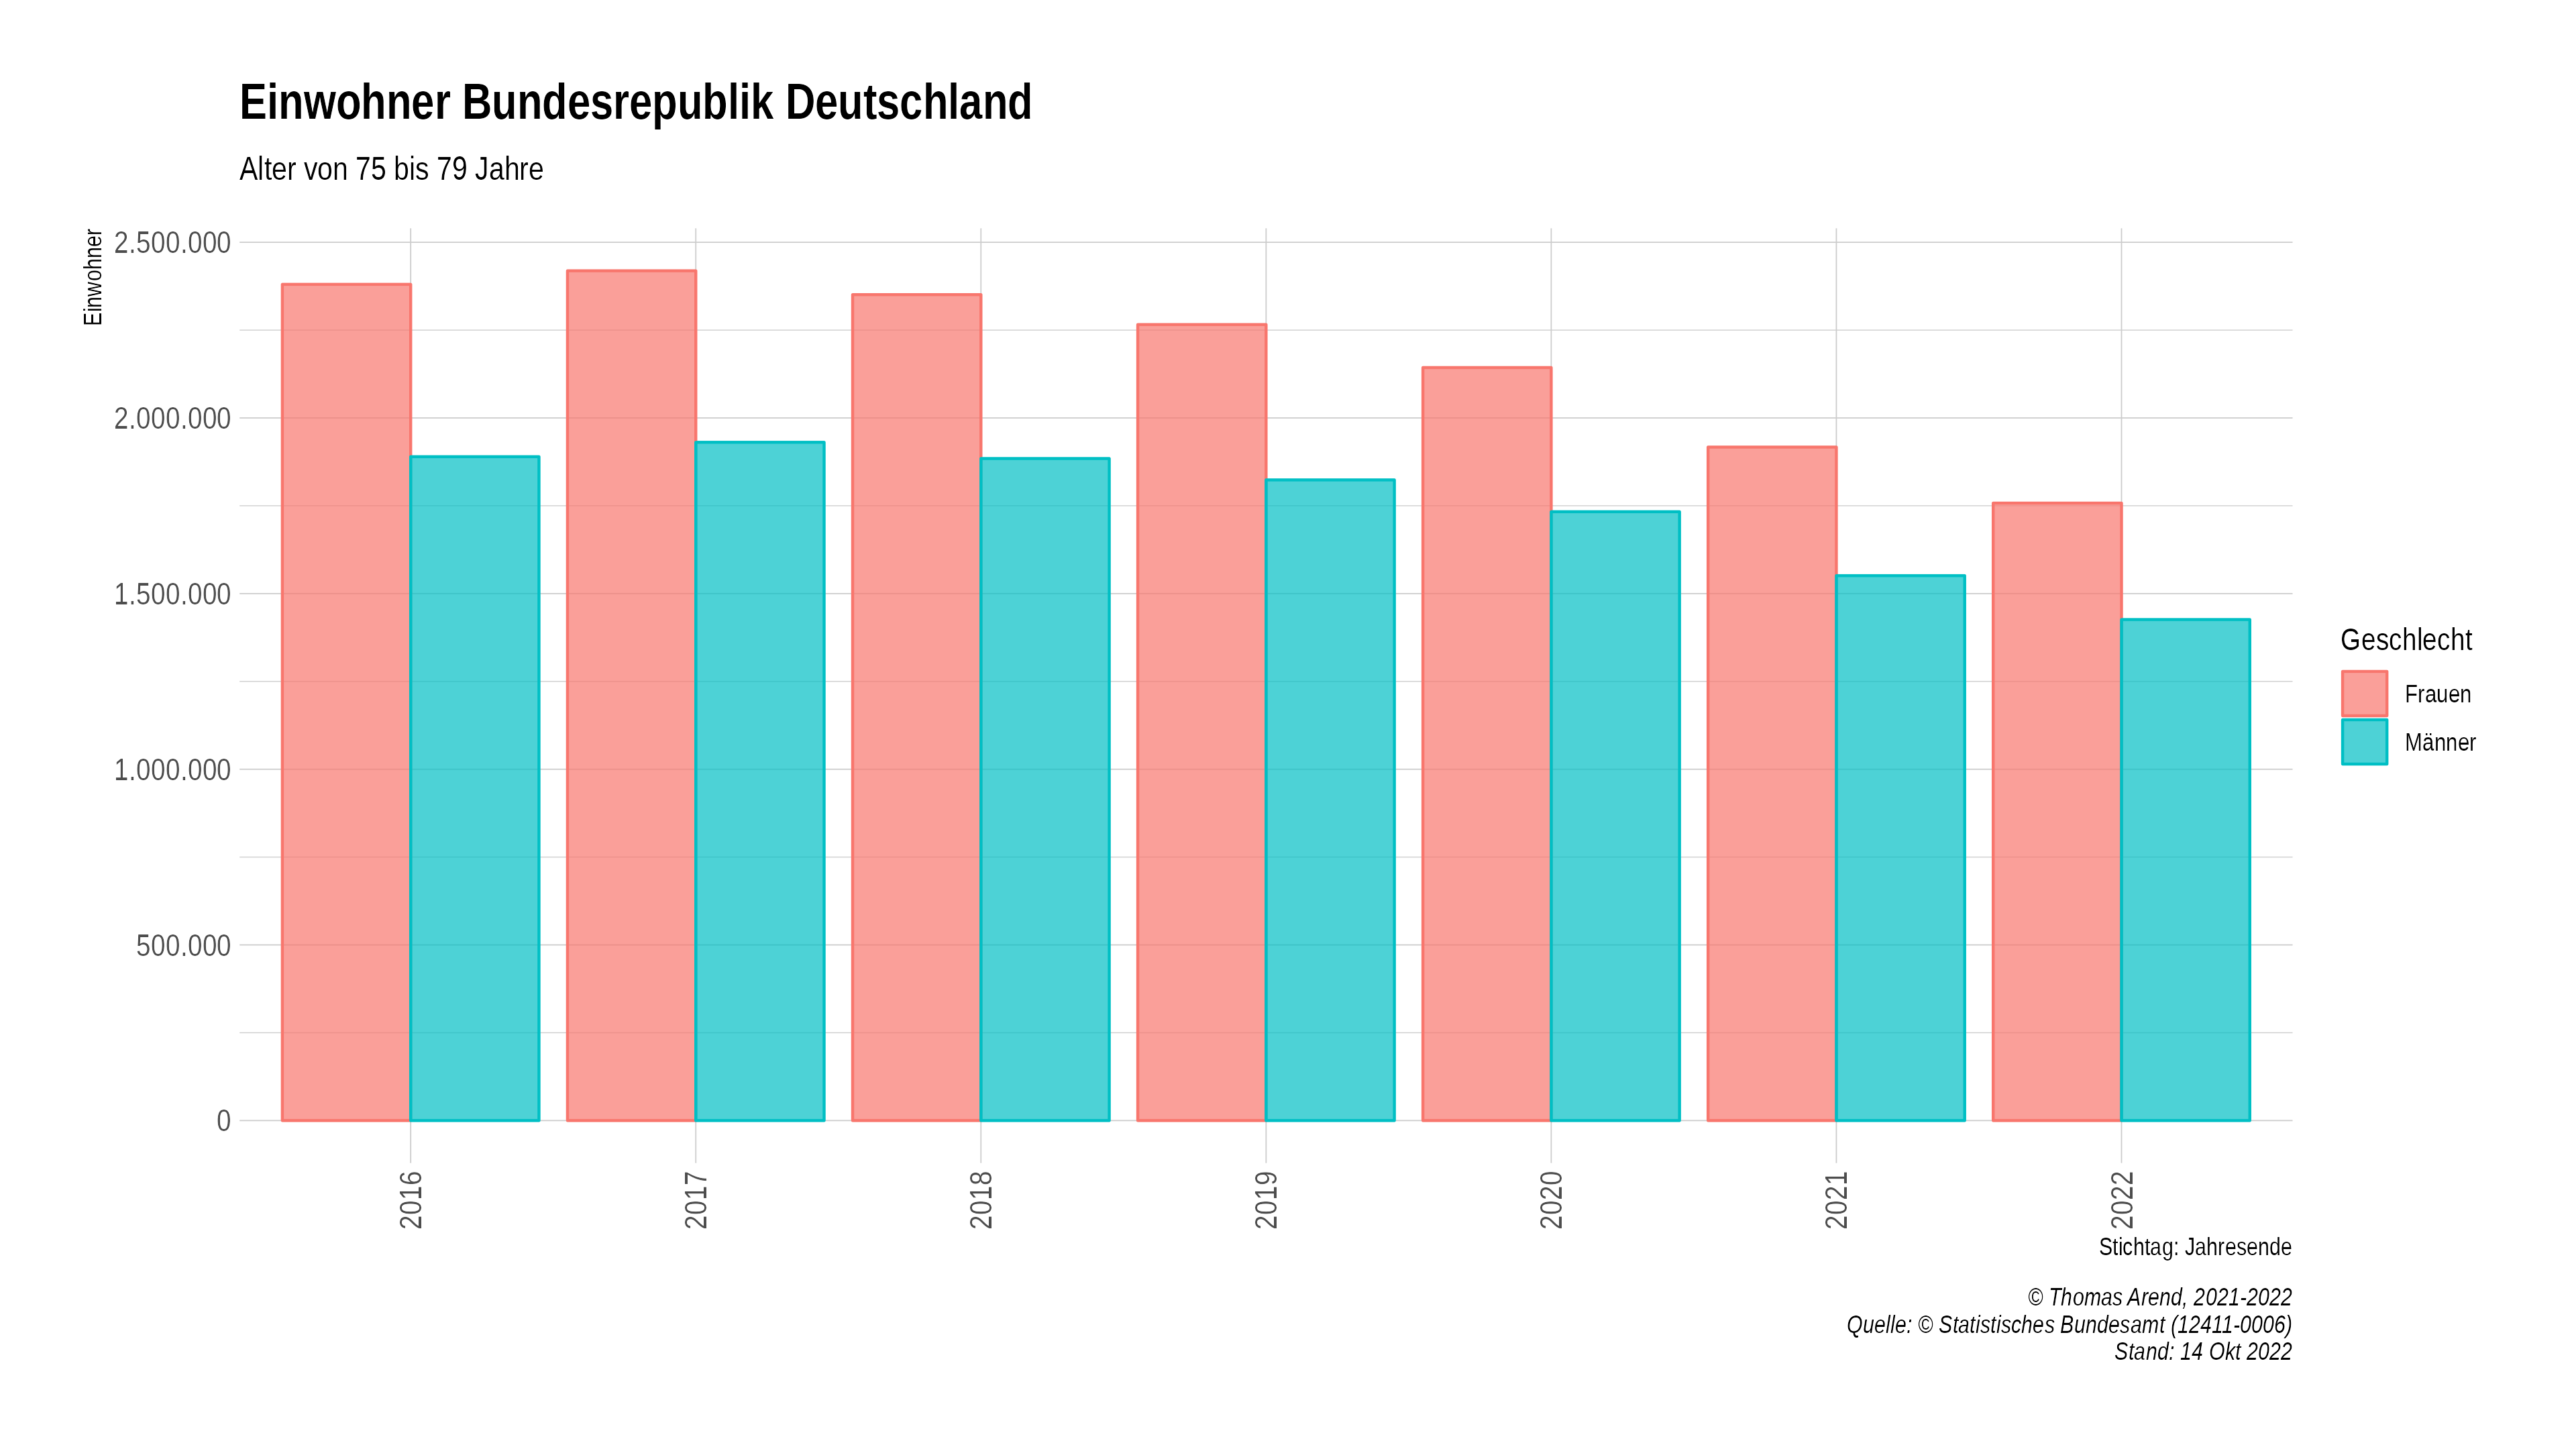 Einwohner Bundesrepublik Deutschland
Alter von 75 bis 79 Jahre
Einwohner
2.500.000
2.000.000
1.500.000
1.000.000
500.000
0
2016
2017
2018
2019
2020
2021
2022
Geschlecht
Frauen
Männer
Stichtag: Jahresende
© Thomas Arend, 2021-2022
Quelle: © Statistisches Bundesamt (12411-0006)
Stand: 14 Okt 2022